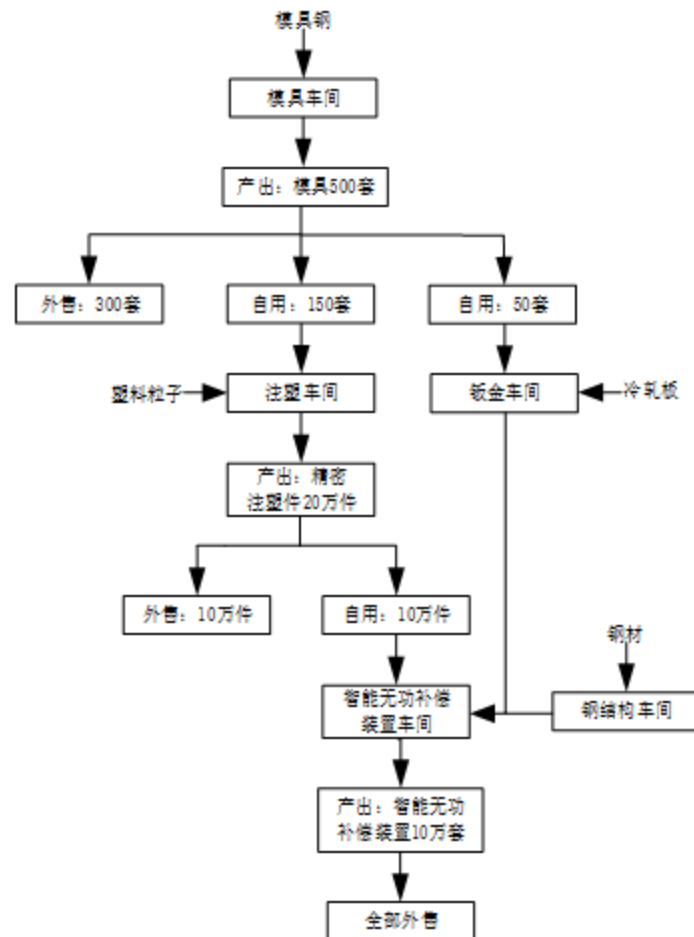 模具钢
模具车间
产出：模具500套
外售：300套
自用：150套
自用：50套
塑料粒子
注塑车间
钣金车间
冷轧板
产出：精密
注塑件20万件
外售：10万件
自用：10万件
钢材
智能无功补偿
装置车间
钢结构车间
产出：智能无功
补偿装置10万套
全部外售